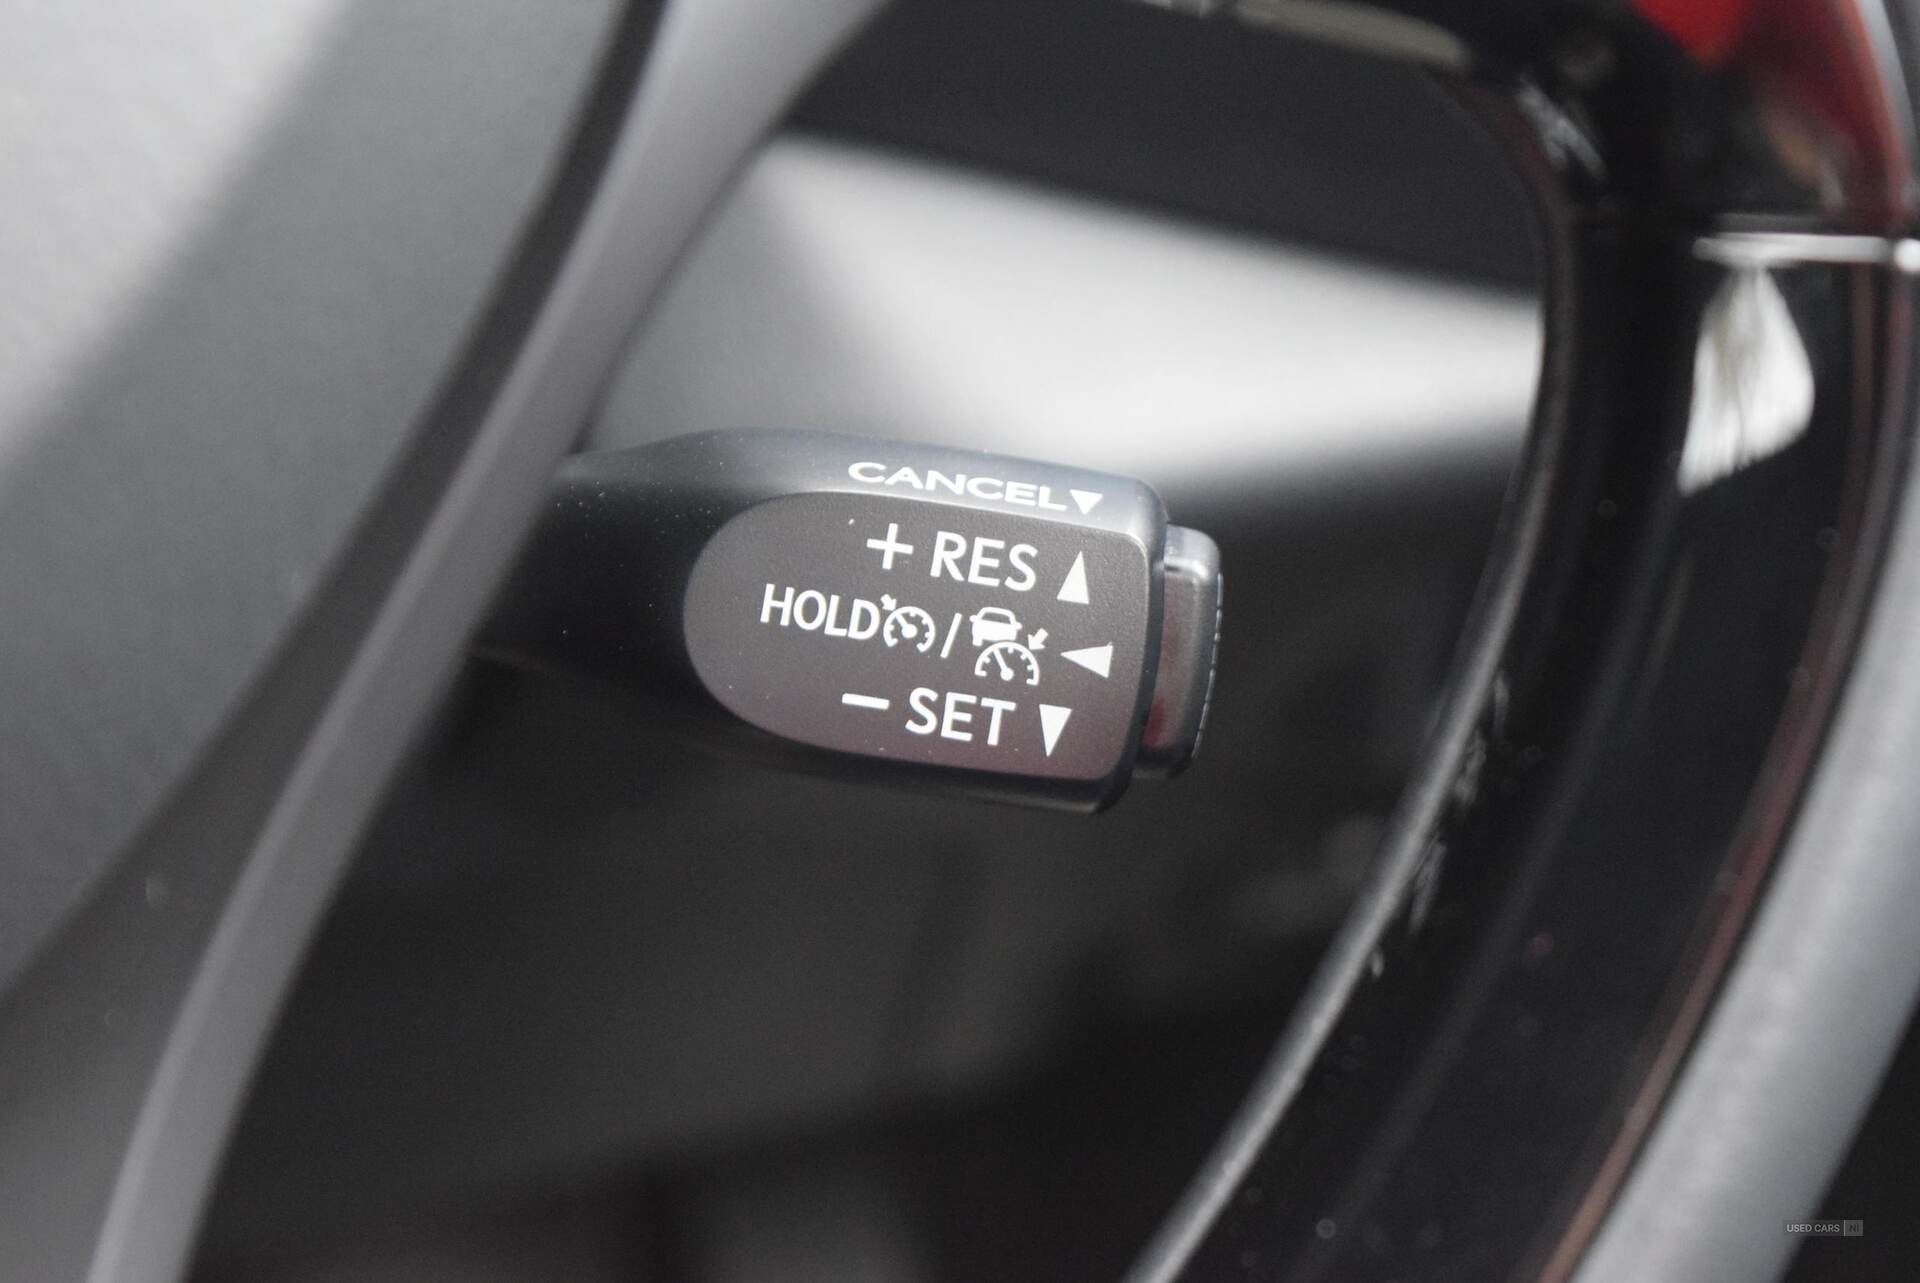 CANCEL▼
+ RES ▲
HOLD / ◀
− SET ▼
USED CARS NI